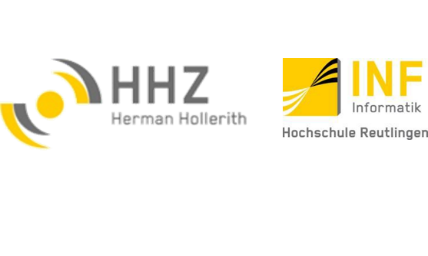 HHZ
Herman Hollerith
INF
Informatik
Hochschule Reutlingen